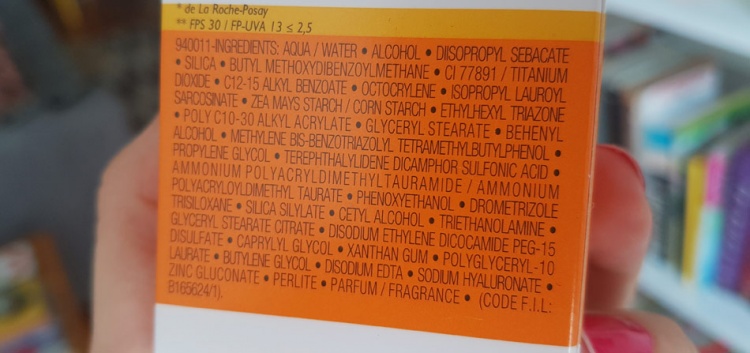 * de La Roche-Posay
** FPS 30 / FP-UVA 13 ≤ 2,5
940011-INGREDIENTS: AQUA / WATER • ALCOHOL • DIISOPROPYL SEBACATE
• SILICA • BUTYL METHOXYDIBENZOYLMETHANE • CI 77891 / TITANIUM
DIOXIDE • C12-15 ALKYL BENZOATE • OCTOCRYLENE • ISOPROPYL LAUROYL
SARCOSINATE • ZEA MAYS STARCH / CORN STARCH • ETHYLHEXYL TRIAZONE
• POLY C10-30 ALKYL ACRYLATE • GLYCERYL STEARATE • BEHENYL
ALCOHOL • METHYLENE BIS-BENZOTRIAZOLYL TETRAMETHYLBUTYLPHENOL •
PROPYLENE GLYCOL • TEREPHTHALYLIDENE DICAMPHOR SULFONIC ACID •
AMMONIUM POLYACRYLDIMETHYLTAURAMIDE / AMMONIUM
POLYACRYLOYLDIMETHYL TAURATE • PHENOXYETHANOL • DROMETRIZOLE
TRISILOXANE • SILICA SILYLATE • CETYL ALCOHOL • TRIETHANOLAMINE •
GLYCERYL STEARATE CITRATE • DISODIUM ETHYLENE DICOCAMIDE PEG-15
DISULFATE • CAPRYLYL GLYCOL • XANTHAN GUM • POLYGLYCERYL-10
LAURATE • BUTYLENE GLYCOL • DISODIUM EDTA • SODIUM HYALURONATE •
ZINC GLUCONATE • PERLITE • PARFUM / FRAGRANCE • (CODE F.I.L.:
B165624/1).